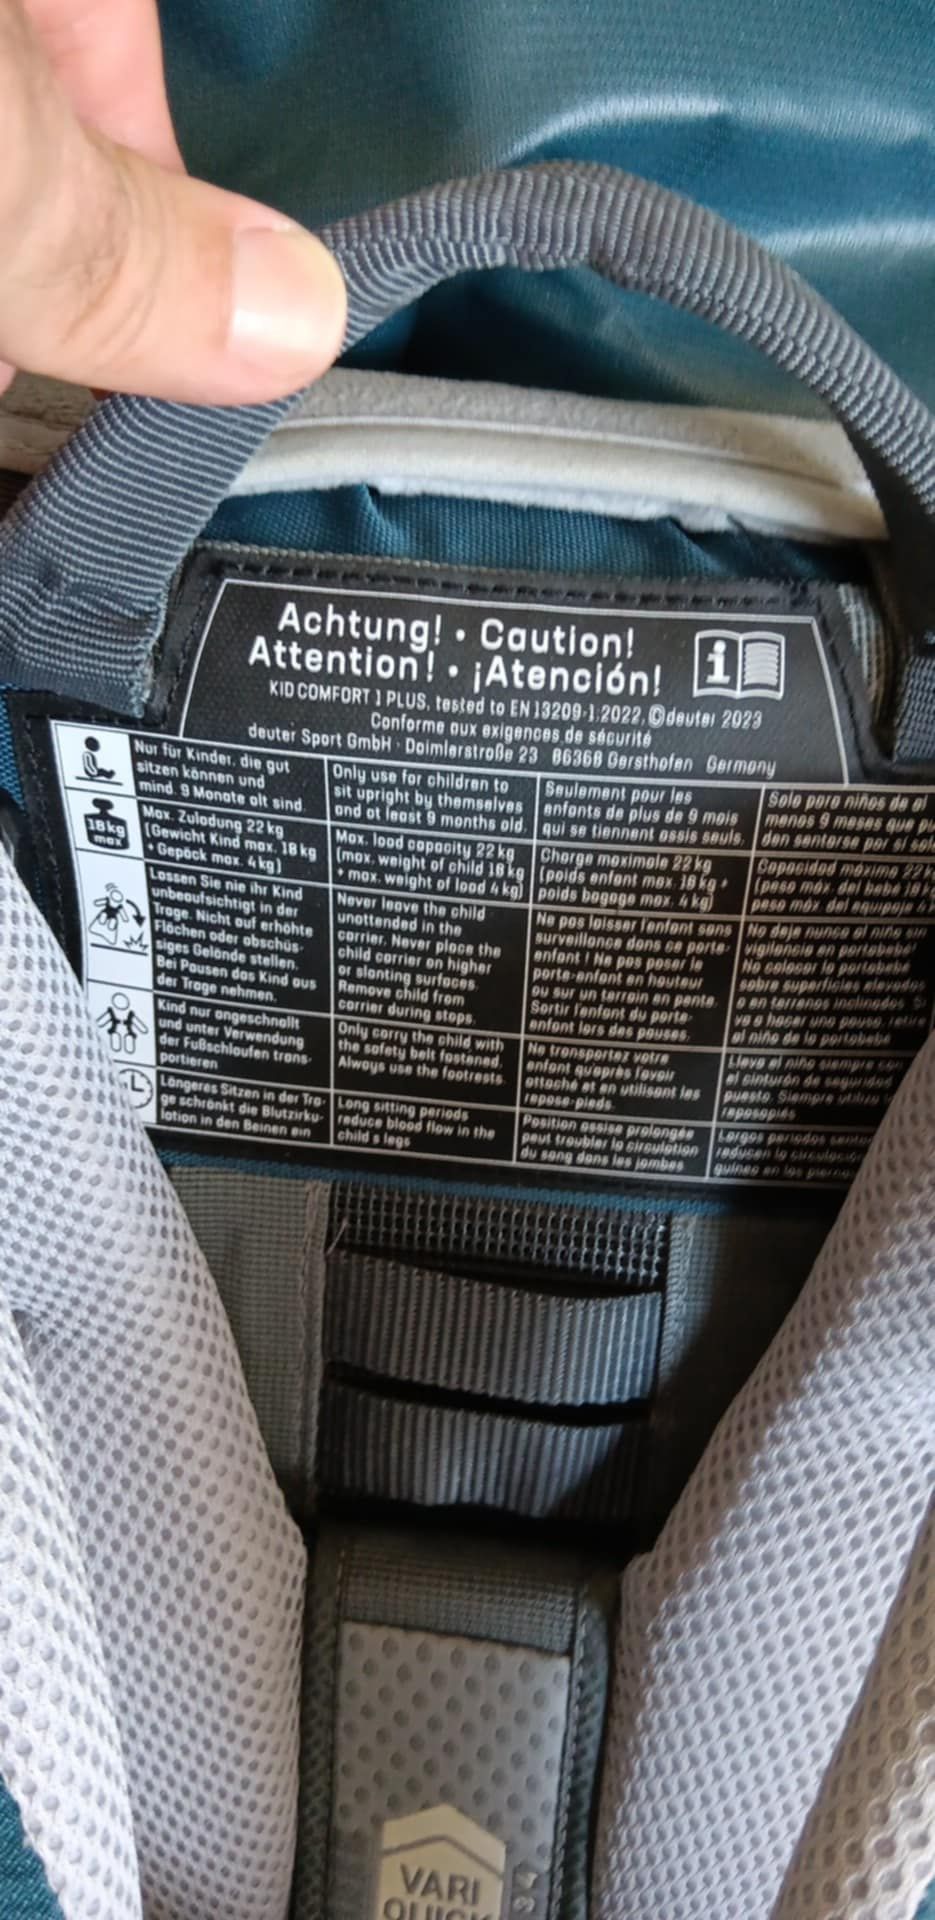 Achtung! • Caution!
Attention! • ¡Atención!
i
KID COMFORT 1 PLUS, tested to EN 13209-1:2022, ©deuter 2023
Conforme aux exigences de sécurité
deuter Sport GmbH · Daimlerstraße 23 86368 Gersthofen Germany
Nur für Kinder, die gut
sitzen können und
mind. 9 Monate alt sind.
Only use for children to
sit upright by themselves
and at least 9 months old.
Seulement pour les
enfants de plus de 9 mois
qui se tiennent assis seuls.
Solo para niños de al
menos 9 meses que
den sentarse por sí
18 kg
max
Max. Zuladung 22 kg
(Gewicht Kind max. 18 kg
+ Gepäck max. 4 kg)
Max. load capacity 22 kg
(max. weight of child 18 kg
+ max. weight of load 4 kg)
Charge maximale 22 kg
(poids enfant max. 18 kg +
poids bagage max. 4 kg)
Capacidad máxima 22
(peso máx. del bebé 18
peso máx. del equipaje 4
Lassen Sie nie ihr Kind
unbeaufsichtigt in der
Trage. Nicht auf erhöhte
Flächen oder abschüs-
siges Gelände stellen.
Bei Pausen das Kind aus
der Trage nehmen.
Never leave the child
unattended in the
carrier. Never place the
child carrier on higher
or slanting surfaces.
Remove child from
carrier during stops.
Ne pas laisser l'enfant sans
surveillance dans ce porte-
enfant ! Ne pas poser le
porte-enfant en hauteur
ou sur un terrain en pente.
Sortir l'enfant du porte-
enfant lors des pauses.
No deje nunca al niño sin
vigilancia en portabebé
No colocar la portabebé
sobre superficies elevadas
o en terrenos inclinados. Si
va a hacer una pausa, retire
al niño de la portabebé
Kind nur angeschnallt
und unter Verwendung
der Fußschlaufen trans-
portieren
Only carry the child with
the safety belt fastened.
Always use the footrests.
Ne transportez votre
enfant qu'après l'avoir
attaché et en utilisant les
repose-pieds.
Lleve al niño siempre con
el cinturón de seguridad
puesto. Siempre utilice
reposapiés
Längeres Sitzen in der Tra-
ge schränkt die Blutzirku-
lation in den Beinen ein
Long sitting periods
reduce blood flow in the
child's legs
Position assise prolongée
peut troubler la circulation
du sang dans les jambes
Largos periodos
reducen la circulación
guínea en las piernas
VARI
QUICK